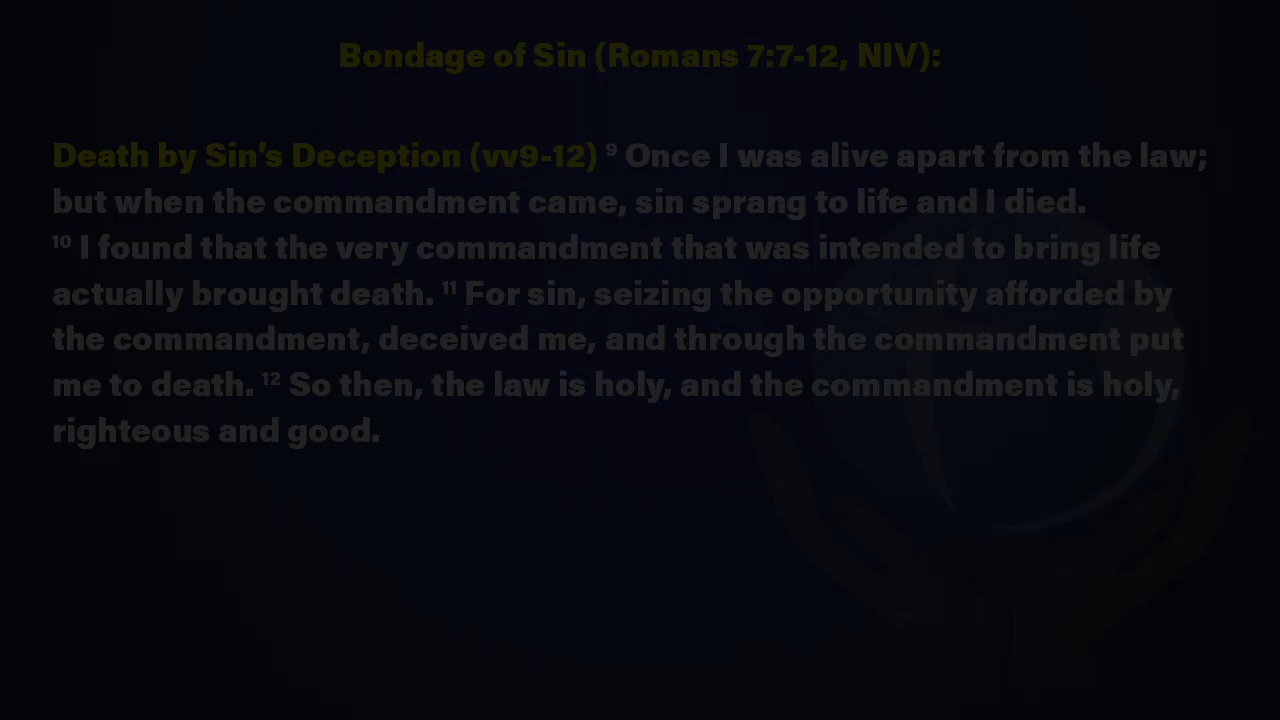 Bondage of Sin (Romans 7:7-12, NIV):
Death by Sin’s Deception (vv9-12) ⁹ Once I was alive apart from the law;
but when the commandment came, sin sprang to life and I died.
¹⁰ I found that the very commandment that was intended to bring life
actually brought death. ¹¹ For sin, seizing the opportunity afforded by
the commandment, deceived me, and through the commandment put
me to death. ¹² So then, the law is holy, and the commandment is holy,
righteous and good.